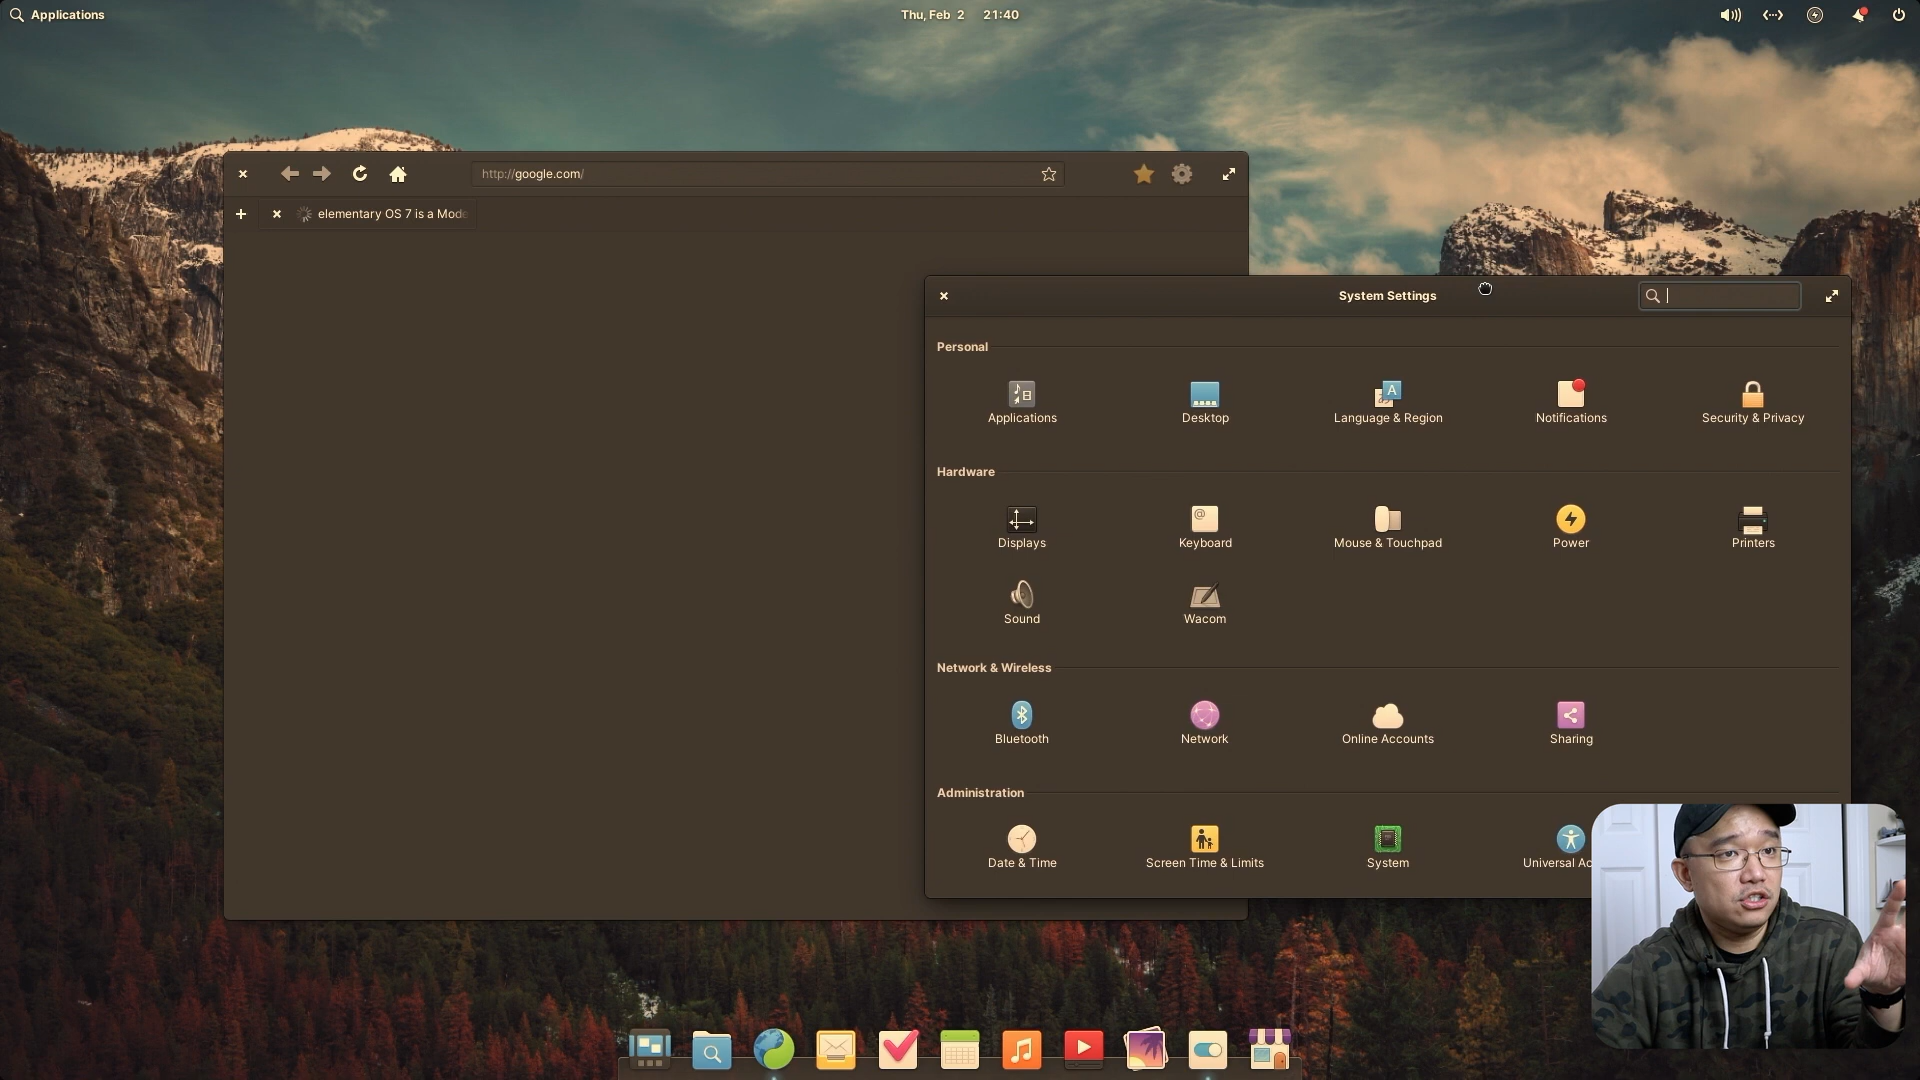 Applications
Thu, Feb 2 21:40
http://google.com/
elementary OS 7 is a Mode
System Settings
Personal
Applications
Desktop
Language & Region
Notifications
Security & Privacy
Hardware
Displays
Keyboard
Mouse & Touchpad
Power
Printers
Sound
Wacom
Network & Wireless
Bluetooth
Network
Online Accounts
Sharing
Administration
Date & Time
Screen Time & Limits
System
Universal Ac